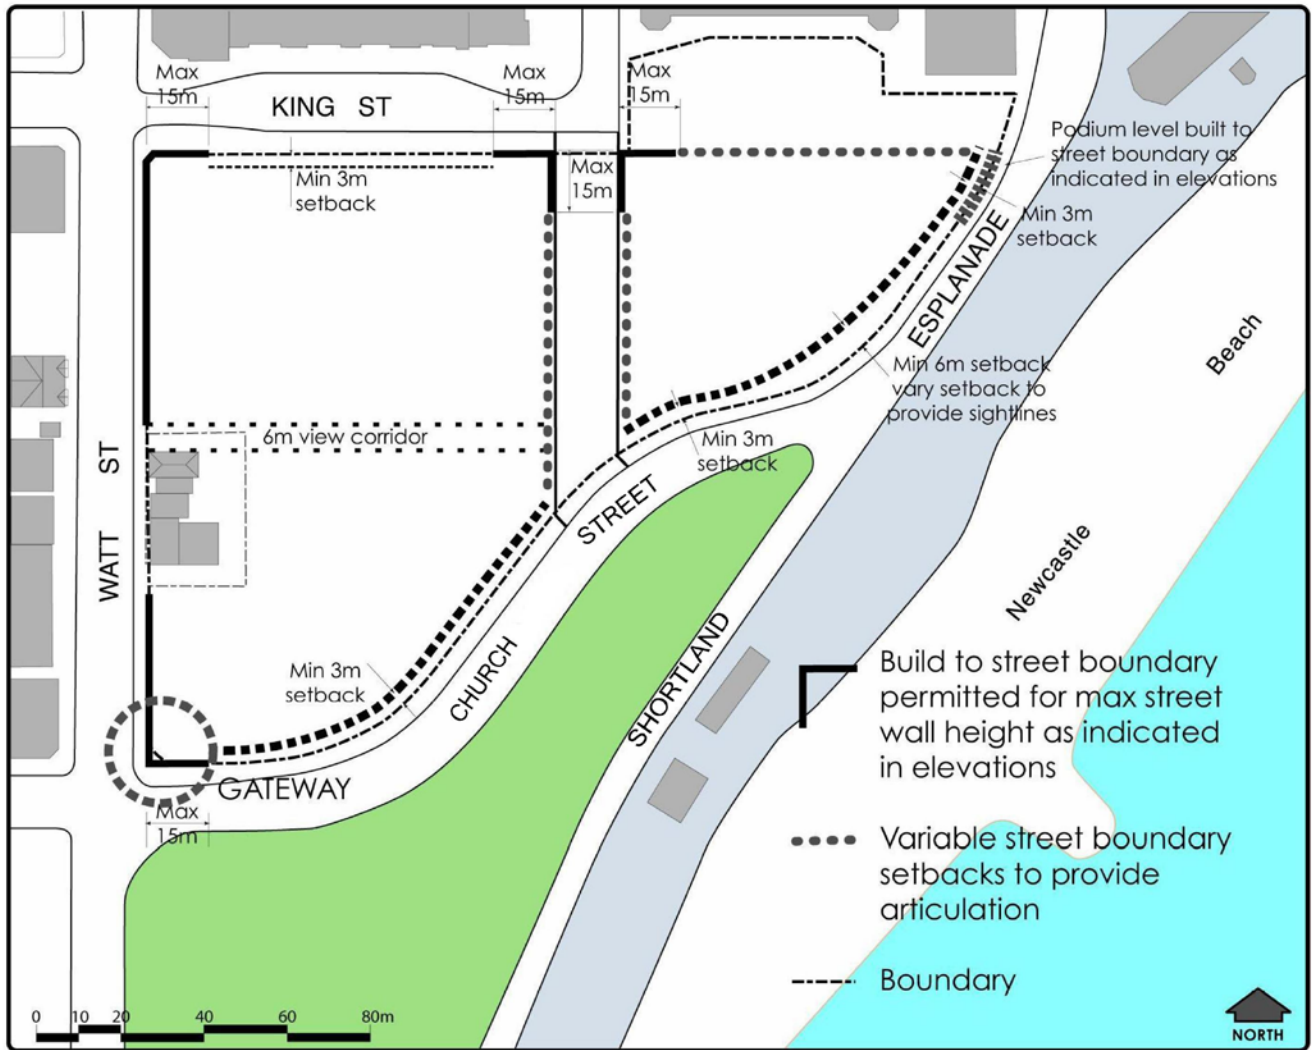 Max
15m
Max
15m
Max
15m
KING ST
Podium level built to
street boundary as
indicated in elevations
Min 3m
setback
Max
15m
Min 3m
setback
ESPLANADE
Beach
Min 6m setback
vary setback to
provide sightlines
6m view corridor
Min 3m
setback
WATT ST
STREET
Newcastle
CHURCH
SHORTLAND
Min 3m
setback
GATEWAY
Max
15m
Build to street boundary
permitted for max street
wall height as indicated
in elevations
Variable street boundary
setbacks to provide
articulation
Boundary
0 10 20 40 60 80m
NORTH